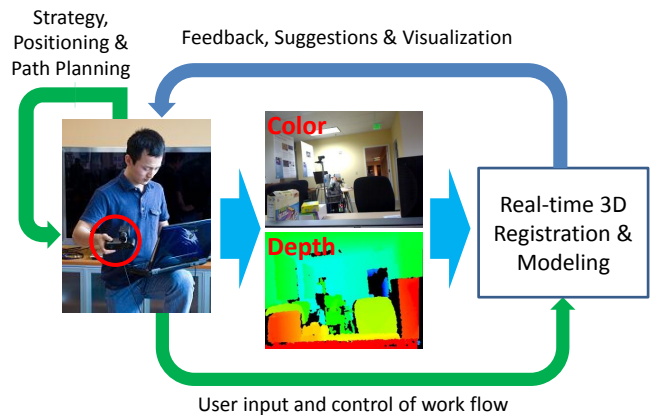 Strategy,
Positioning &
Path Planning
Feedback, Suggestions & Visualization
Color
Depth
Real-time 3D
Registration &
Modeling
User input and control of work flow